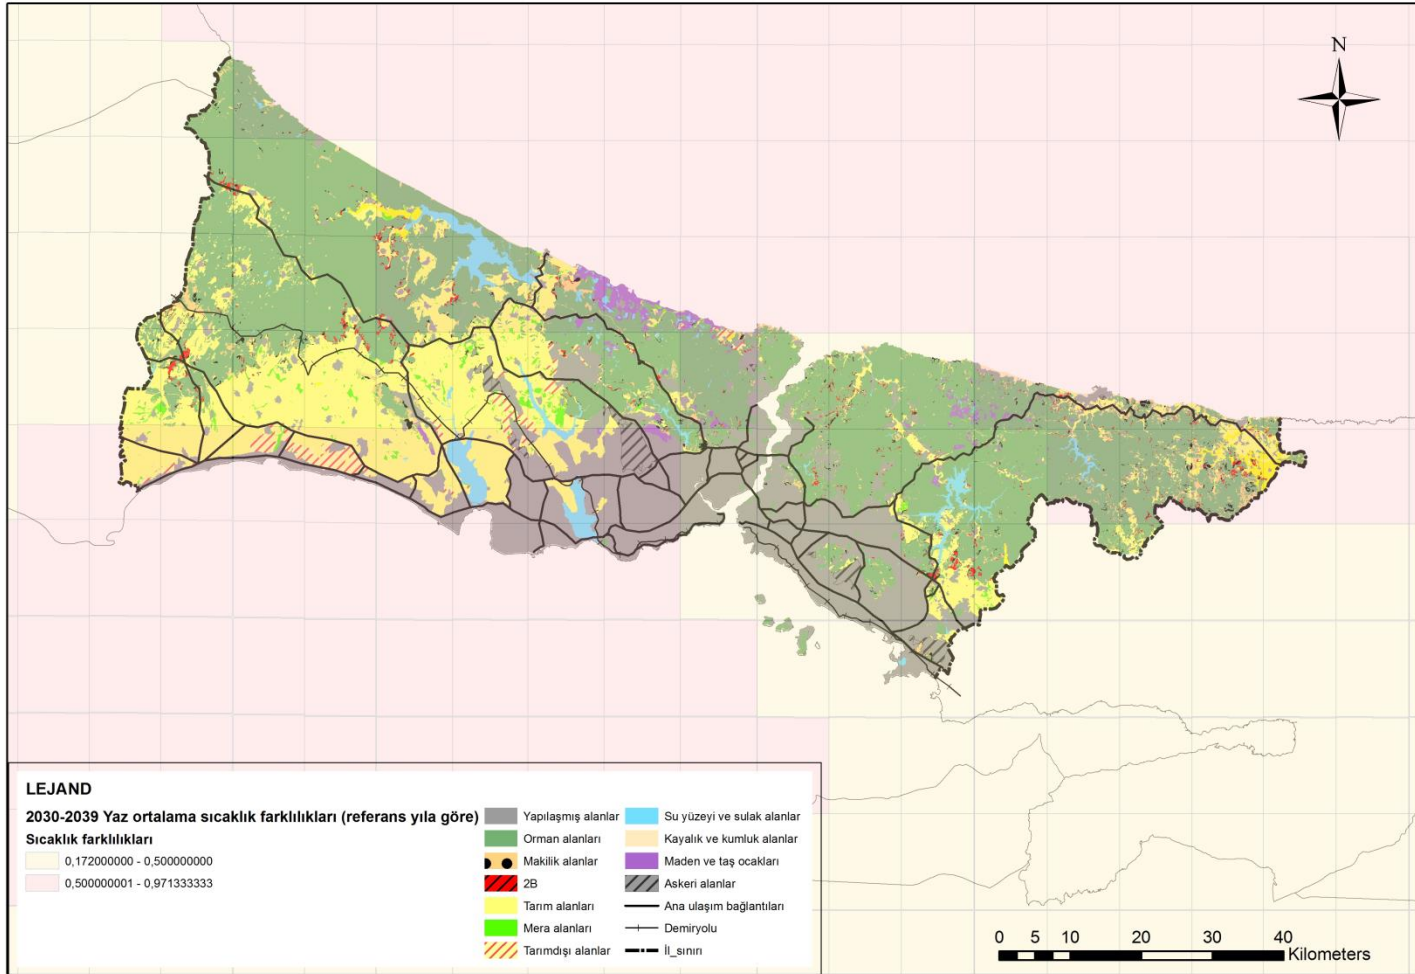 N
LEJAND
2030-2039 Yaz ortalama sıcaklık farklılıkları (referans yıla göre)
Sıcaklık farklılıkları
0,172000000 - 0,500000000
0,500000001 - 0,971333333
Yapılaşmış alanlar
Orman alanları
Makilik alanlar
2B
Tarım alanları
Mera alanları
Tarımdışı alanlar
Su yüzeyi ve sulak alanlar
Kayalık ve kumluk alanlar
Maden ve taş ocakları
Askeri alanlar
Ana ulaşım bağlantıları
Demiryolu
İl_sınırı
0 5 10 20 30 40
Kilometers